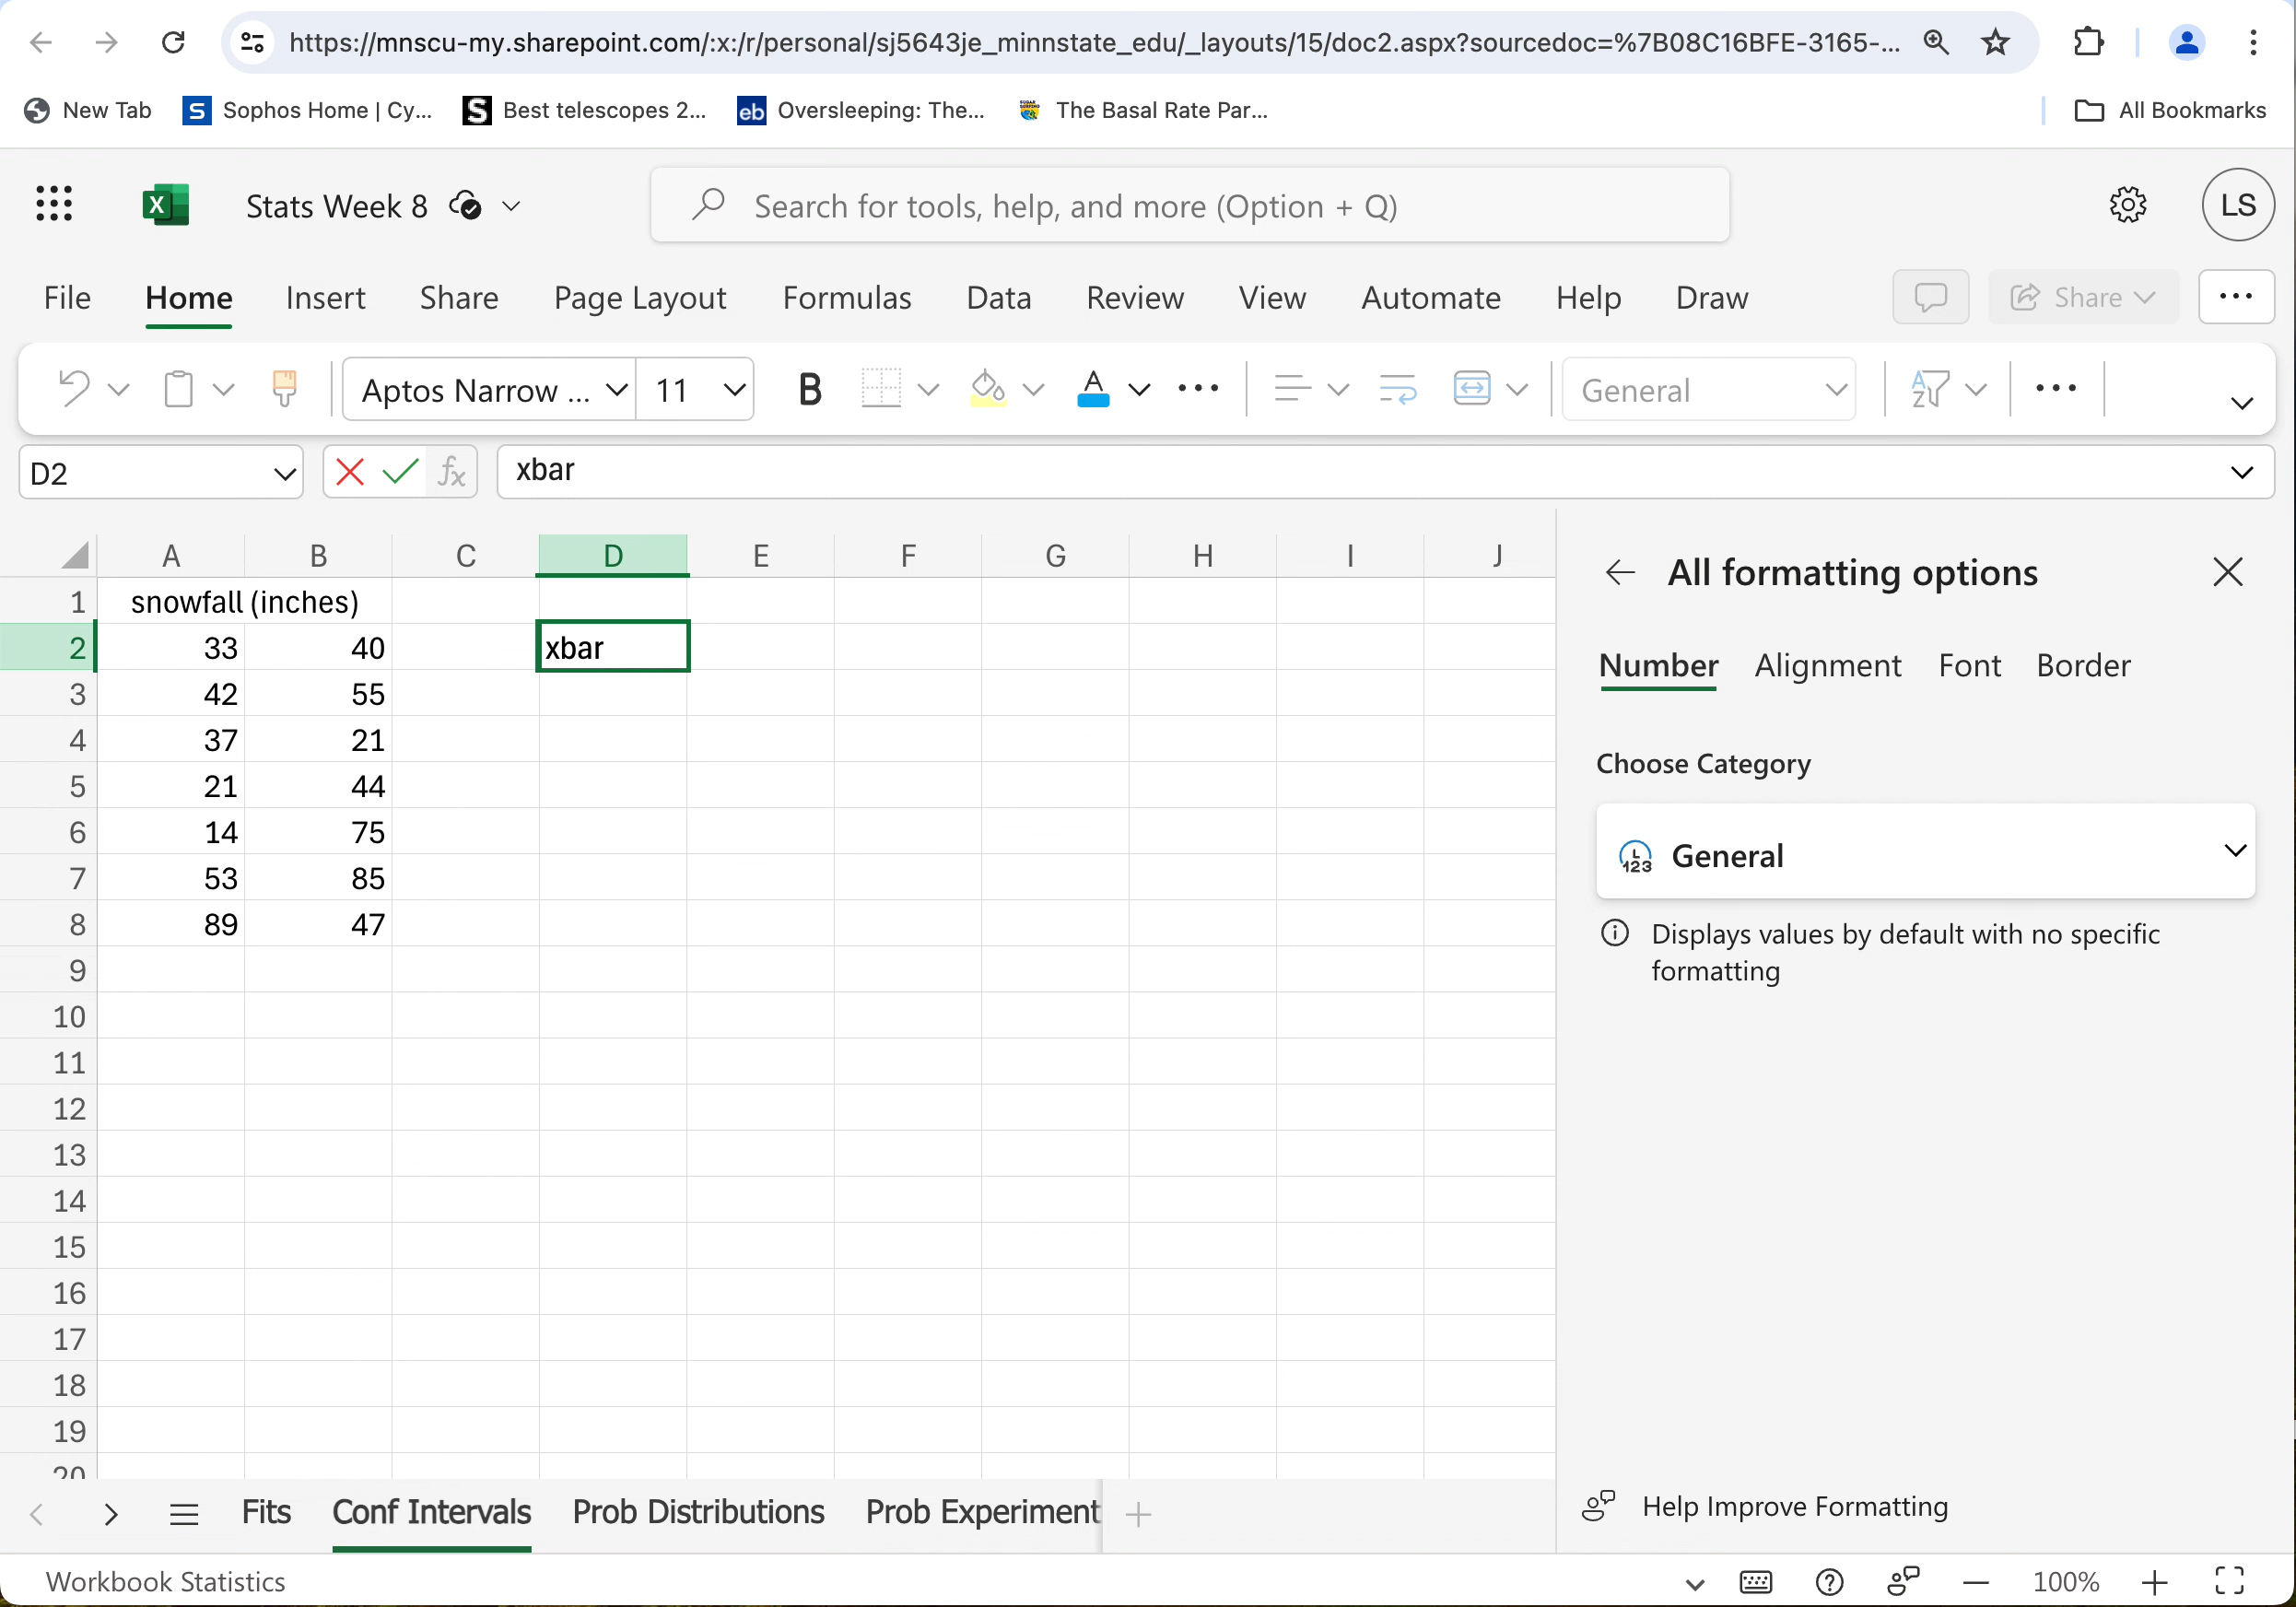 https://mnscu-my.sharepoint.com/:x:/r/personal/sj5643je_minnstate_edu/_layouts/15/doc2.aspx?sourcedoc=%7B08C16BFE-3165-...
New Tab S Sophos Home | Cy... S Best telescopes 2... eb Oversleeping: The... The Basal Rate Par... All Bookmarks
X Stats Week 8 Search for tools, help, and more (Option + Q) LS
File Home Insert Share Page Layout Formulas Data Review View Automate Help Draw Share ...
Aptos Narrow ... 11 B A ... General AZ ...
D2 fx xbar
A B C D E F G H I J
1 snowfall (inches)
2 33 40 xbar
3 42 55
4 37 21
5 21 44
6 14 75
7 53 85
8 89 47
9
10
11
12
13
14
15
16
17
18
19
20
All formatting options
Number Alignment Font Border
Choose Category
123 General
Displays values by default with no specific
formatting
Help Improve Formatting
Fits Conf Intervals Prob Distributions Prob Experiment
Workbook Statistics 100%